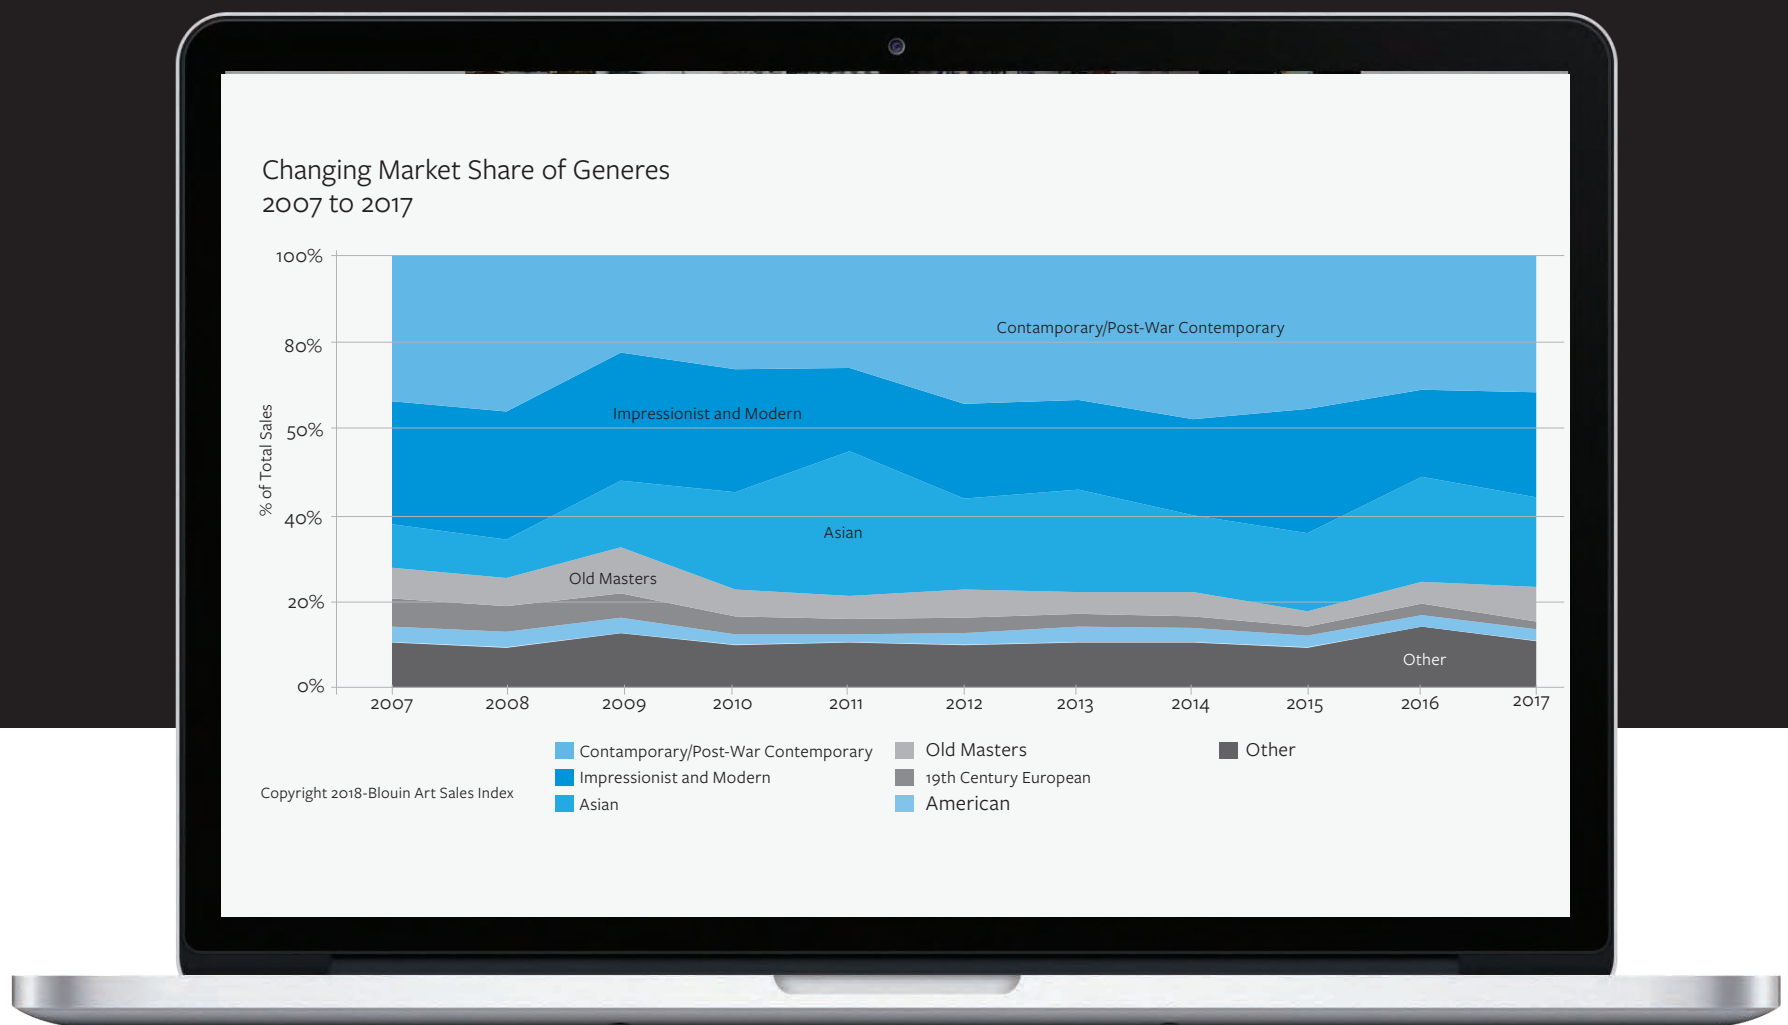 Changing Market Share of Generes
2007 to 2017
100%
80%
50%
40%
20%
0%
% of Total Sales
Contamporary/Post-War Contemporary
Impressionist and Modern
Asian
Old Masters
Other
2007 2008 2009 2010 2011 2012 2013 2014 2015 2016 2017
Contamporary/Post-War Contemporary
Impressionist and Modern
Asian
Old Masters
19th Century European
American
Other
Copyright 2018-Blouin Art Sales Index